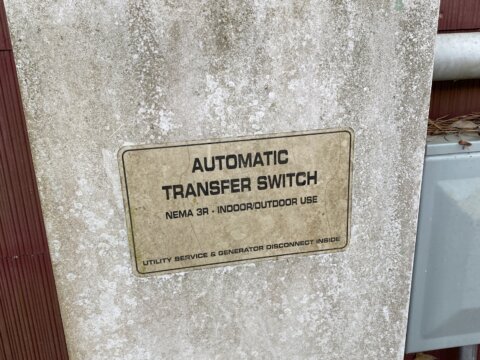 AUTOMATIC
TRANSFER SWITCH
NEMA 3R - INDOOR/OUTDOOR USE
UTILITY SERVICE & GENERATOR DISCONNECT INSIDE